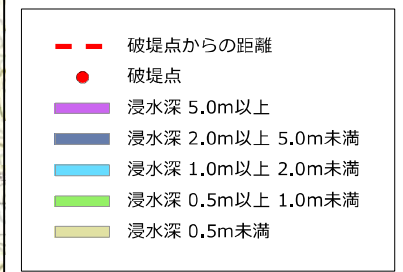 破堤点からの距離
破堤点
浸水深 5.0m以上
浸水深 2.0m以上 5.0m未満
浸水深 1.0m以上 2.0m未満
浸水深 0.5m以上 1.0m未満
浸水深 0.5m未満